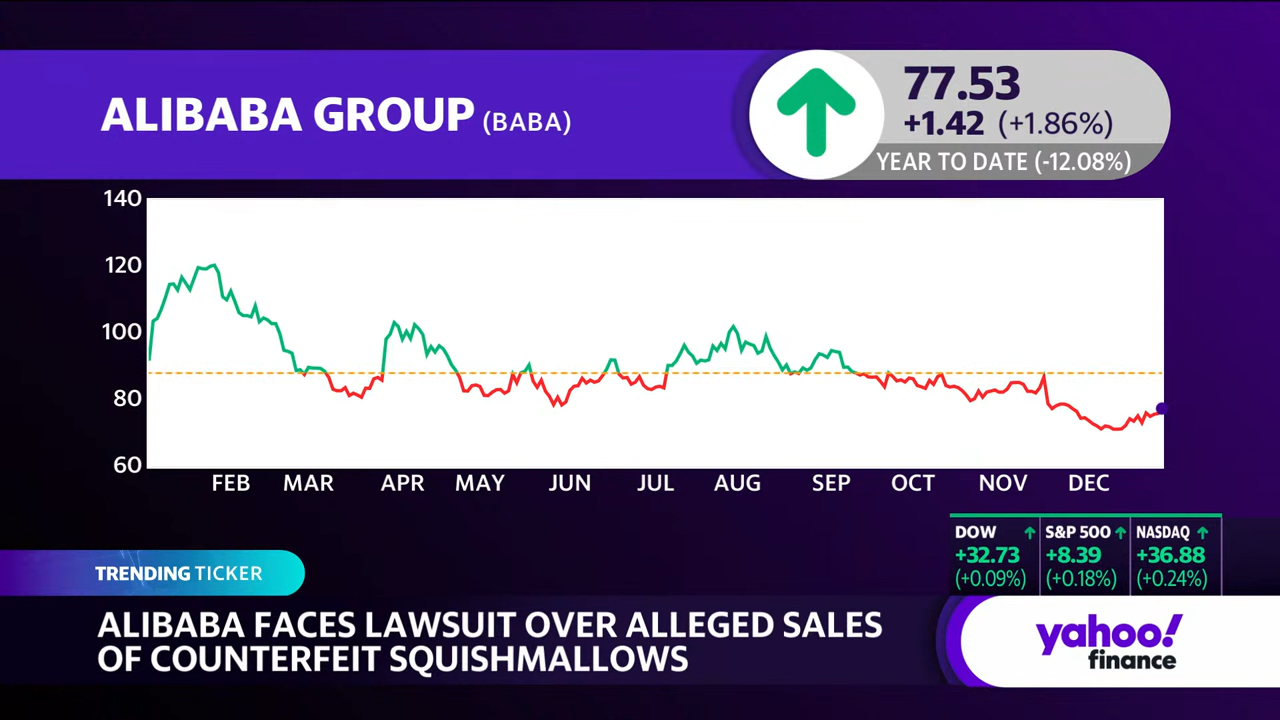 ALIBABA GROUP (BABA)
77.53
+1.42 (+1.86%)
YEAR TO DATE (-12.08%)
140
120
100
80
60
FEB MAR APR MAY JUN JUL AUG SEP OCT NOV DEC
DOW S&P 500 NASDAQ
+32.73 +8.39 +36.88
(+0.09%) (+0.18%) (+0.24%)
TRENDING TICKER
ALIBABA FACES LAWSUIT OVER ALLEGED SALES
OF COUNTERFEIT SQUISHMALLOWS
yahoo!
finance